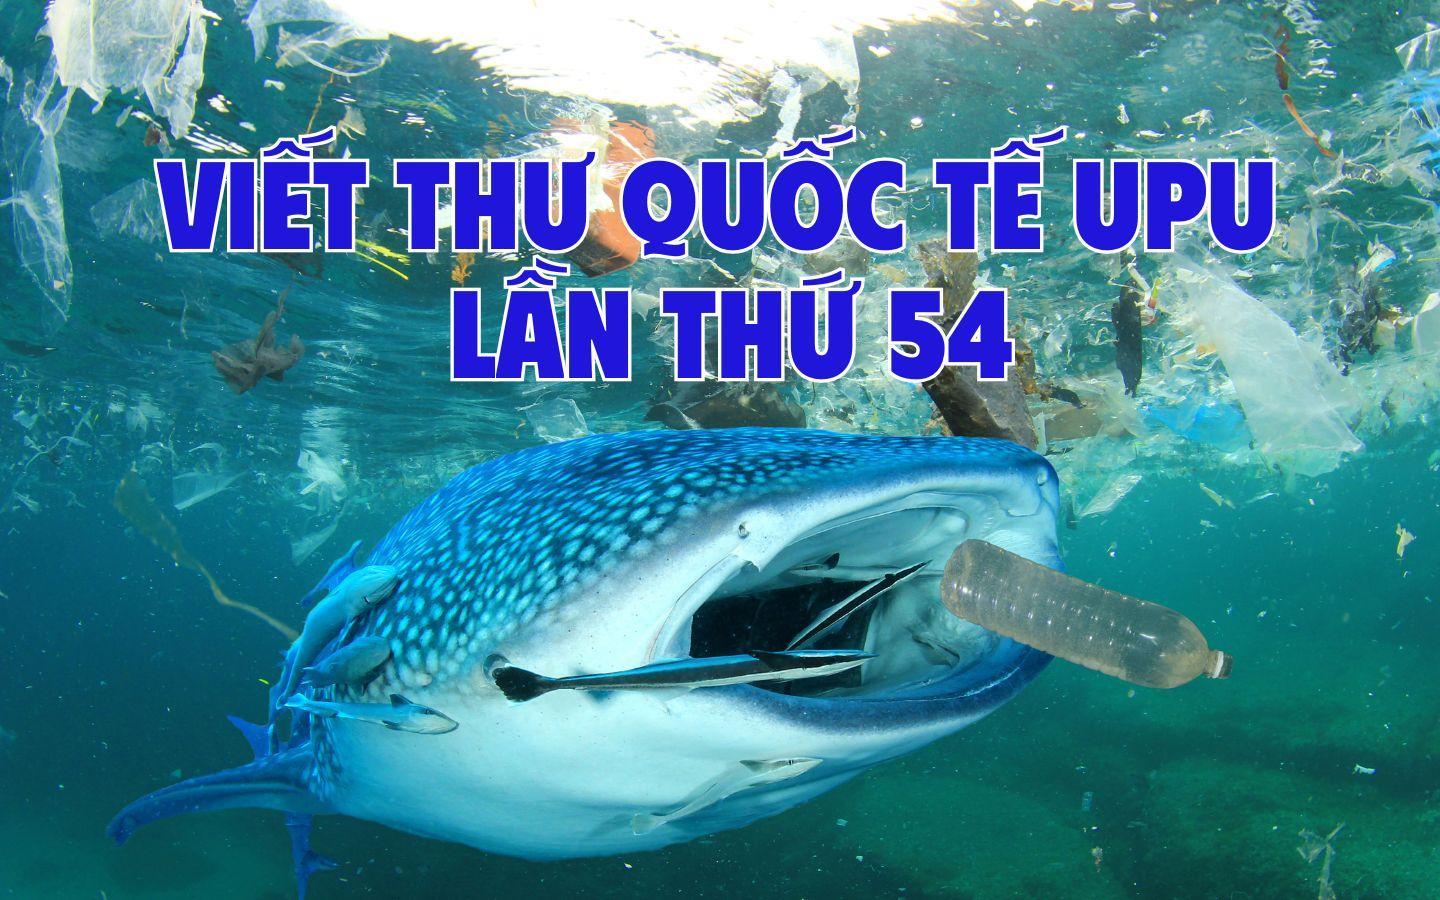 VIẾT THƯ QUỐC TẾ UPU
LẦN THỨ 54